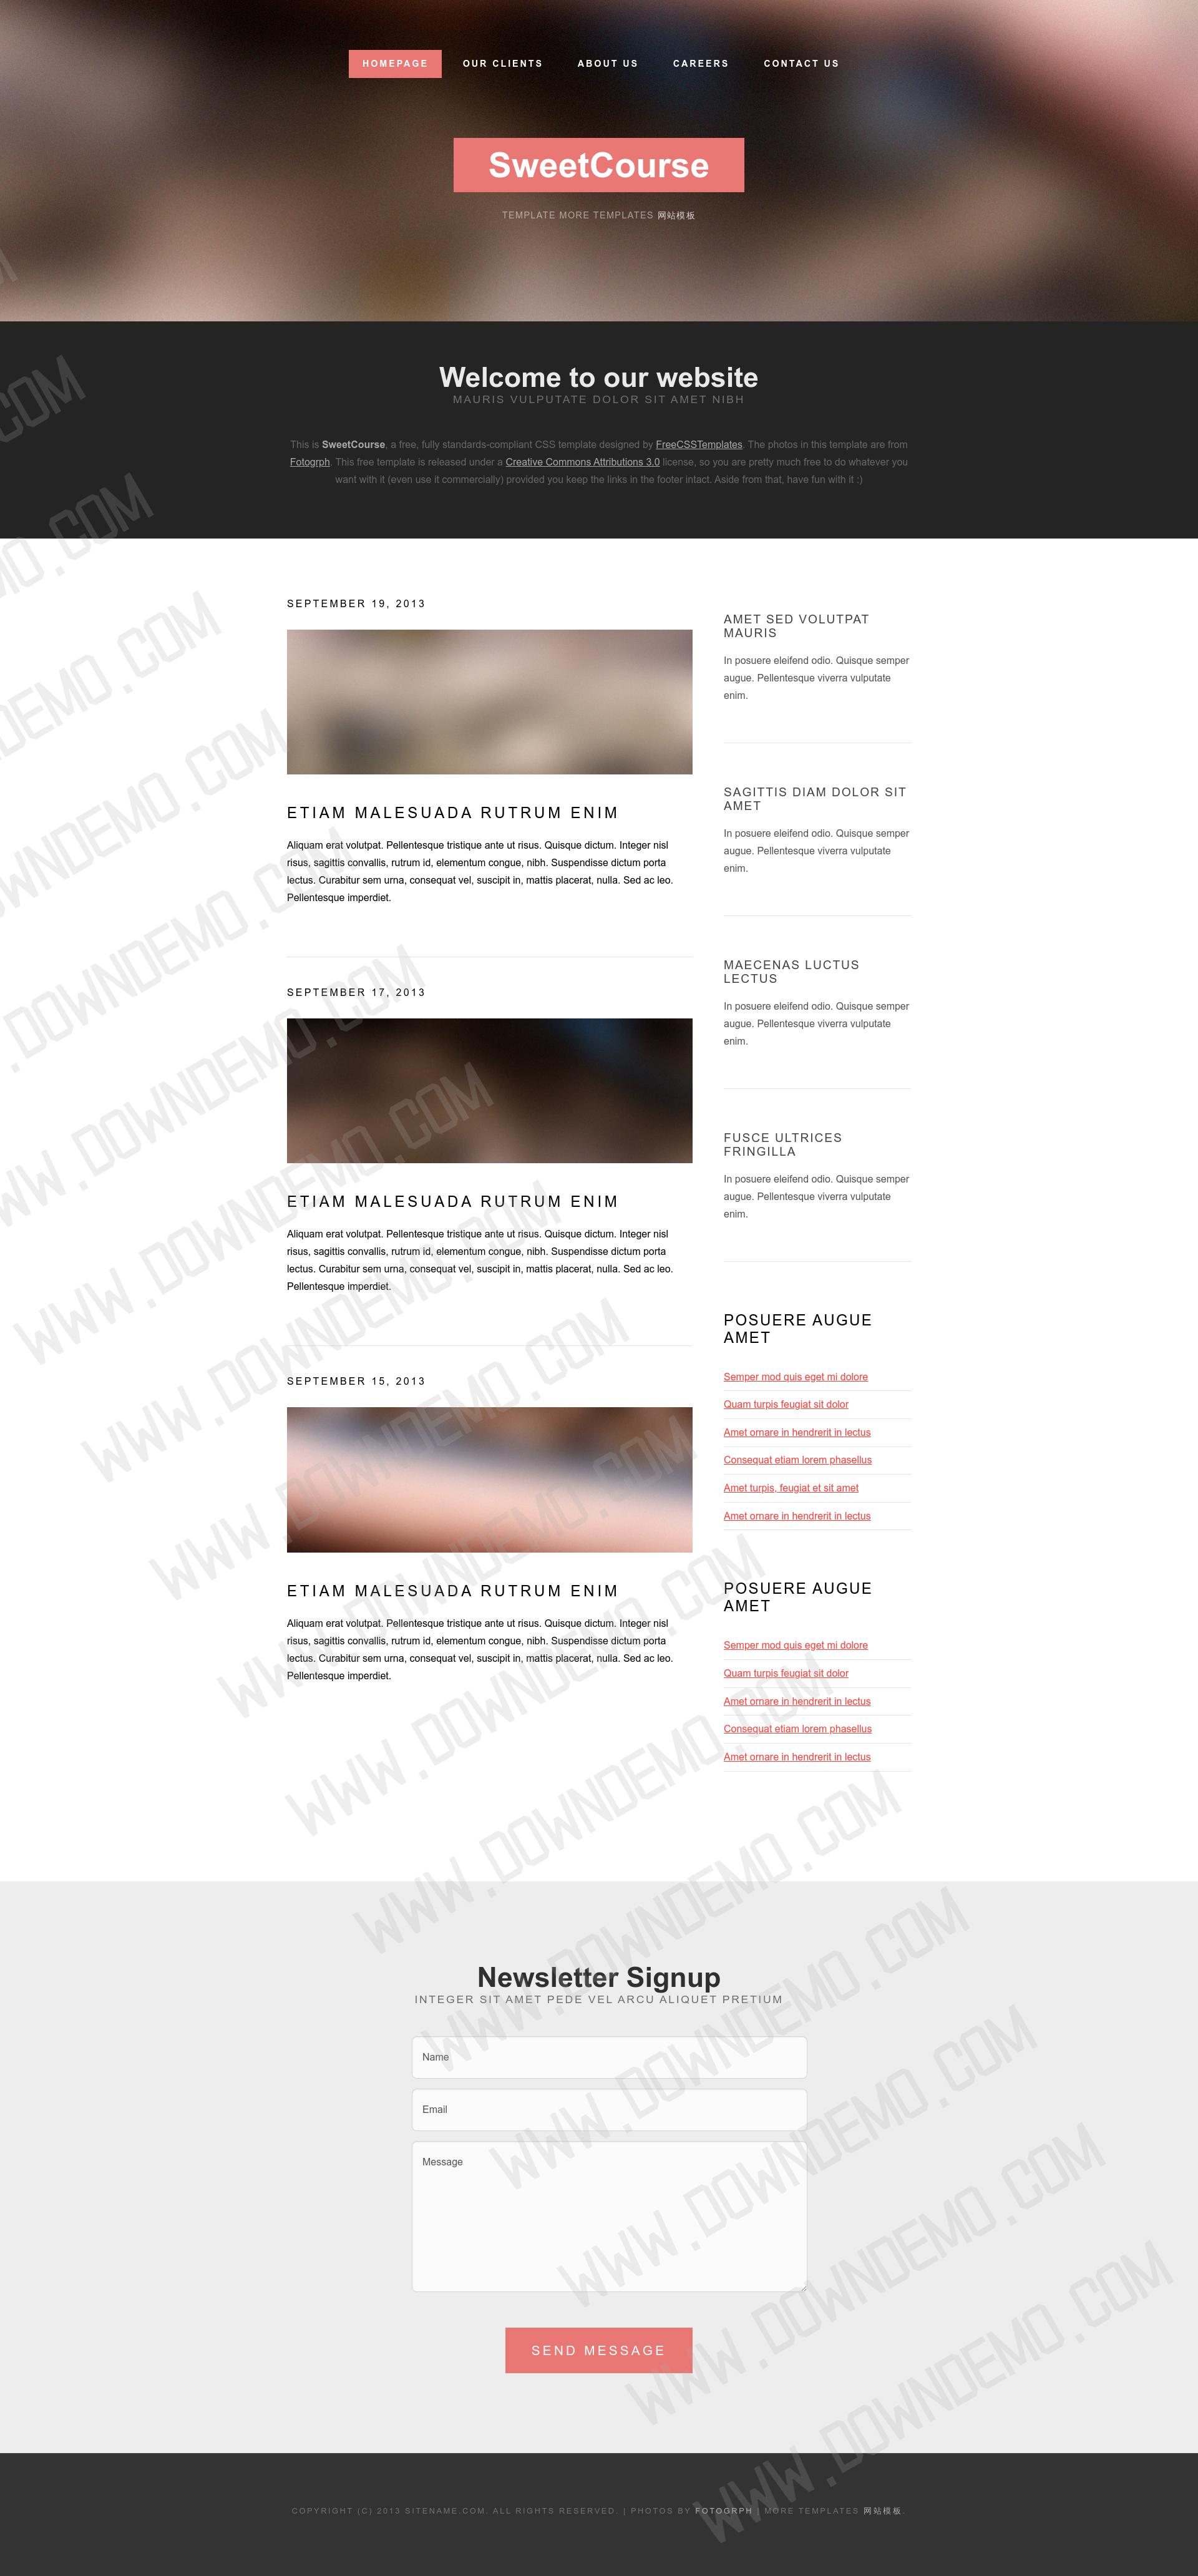 HOMEPAGE OUR CLIENTS ABOUT US CAREERS CONTACT US
SweetCourse
TEMPLATE MORE TEMPLATES 网站模板
Welcome to our website
MAURIS VULPUTATE DOLOR SIT AMET NIBH
This is SweetCourse, a free, fully standards-compliant CSS template designed by FreeCSSTemplates. The photos in this template are from
Fotogrph. This free template is released under a Creative Commons Attributions 3.0 license, so you are pretty much free to do whatever you
want with it (even use it commercially) provided you keep the links in the footer intact. Aside from that, have fun with it :)
SEPTEMBER 19, 2013
ETIAM MALESUADA RUTRUM ENIM
Aliquam erat volutpat. Pellentesque tristique ante ut risus. Quisque dictum. Integer nisl
risus, sagittis convallis, rutrum id, elementum congue, nibh. Suspendisse dictum porta
lectus. Curabitur sem urna, consequat vel, suscipit in, mattis placerat, nulla. Sed ac leo.
Pellentesque imperdiet.
SEPTEMBER 17, 2013
ETIAM MALESUADA RUTRUM ENIM
Aliquam erat volutpat. Pellentesque tristique ante ut risus. Quisque dictum. Integer nisl
risus, sagittis convallis, rutrum id, elementum congue, nibh. Suspendisse dictum porta
lectus. Curabitur sem urna, consequat vel, suscipit in, mattis placerat, nulla. Sed ac leo.
Pellentesque imperdiet.
SEPTEMBER 15, 2013
ETIAM MALESUADA RUTRUM ENIM
Aliquam erat volutpat. Pellentesque tristique ante ut risus. Quisque dictum. Integer nisl
risus, sagittis convallis, rutrum id, elementum congue, nibh. Suspendisse dictum porta
lectus. Curabitur sem urna, consequat vel, suscipit in, mattis placerat, nulla. Sed ac leo.
Pellentesque imperdiet.
AMET SED VOLUTPAT
MAURIS
In posuere eleifend odio. Quisque semper
augue. Pellentesque viverra vulputate
enim.
SAGITTIS DIAM DOLOR SIT
AMET
In posuere eleifend odio. Quisque semper
augue. Pellentesque viverra vulputate
enim.
MAECENAS LUCTUS
LECTUS
In posuere eleifend odio. Quisque semper
augue. Pellentesque viverra vulputate
enim.
FUSCE ULTRICES
FRINGILLA
In posuere eleifend odio. Quisque semper
augue. Pellentesque viverra vulputate
enim.
POSUERE AUGUE
AMET
Semper mod quis eget mi dolore
Quam turpis feugiat sit dolor
Amet ornare in hendrerit in lectus
Consequat etiam lorem phasellus
Amet turpis, feugiat et sit amet
Amet ornare in hendrerit in lectus
POSUERE AUGUE
AMET
Semper mod quis eget mi dolore
Quam turpis feugiat sit dolor
Amet ornare in hendrerit in lectus
Consequat etiam lorem phasellus
Amet ornare in hendrerit in lectus
Newsletter Signup
INTEGER SIT AMET PEDE VEL ARCU ALIQUET PRETIUM
Name
Email
Message
SEND MESSAGE
COPYRIGHT (C) 2013 SITENAME.COM. ALL RIGHTS RESERVED. | PHOTOS BY FOTOGRPH | MORE TEMPLATES 网站模板.
WWW.DOWNDEMO.COM